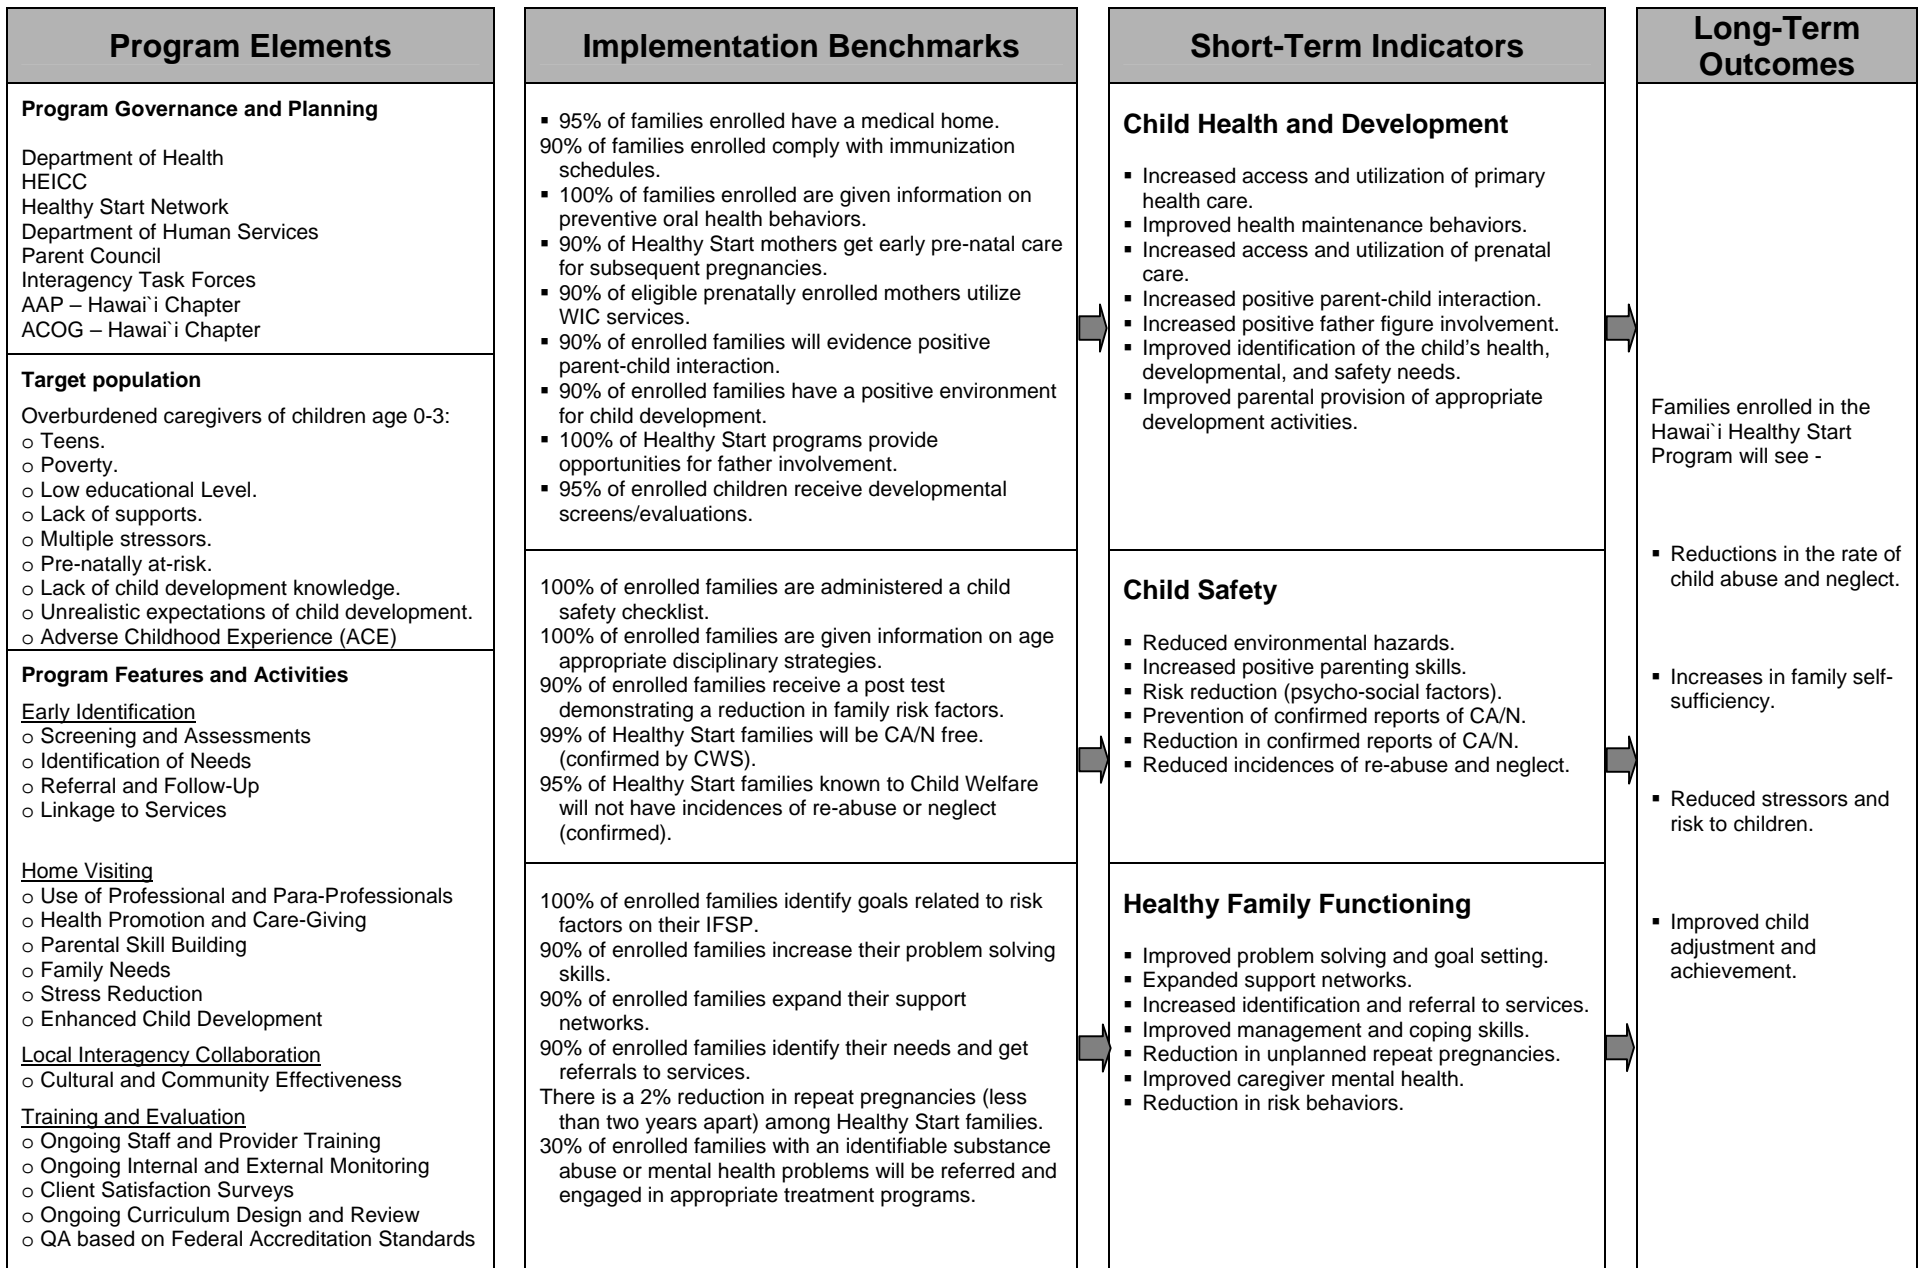 Program Elements
Program Governance and Planning
Department of Health
HEICC
Healthy Start Network
Department of Human Services
Parent Council
Interagency Task Forces
AAP – Hawai`i Chapter
ACOG – Hawai`i Chapter
Target population
Overburdened caregivers of children age 0-3:
o Teens.
o Poverty.
o Low educational Level.
o Lack of supports.
o Multiple stressors.
o Pre-natally at-risk.
o Lack of child development knowledge.
o Unrealistic expectations of child development.
o Adverse Childhood Experience (ACE)
Program Features and Activities
Early Identification
o Screening and Assessments
o Identification of Needs
o Referral and Follow-Up
o Linkage to Services
Home Visiting
o Use of Professional and Para-Professionals
o Health Promotion and Care-Giving
o Parental Skill Building
o Family Needs
o Stress Reduction
o Enhanced Child Development
Local Interagency Collaboration
o Cultural and Community Effectiveness
Training and Evaluation
o Ongoing Staff and Provider Training
o Ongoing Internal and External Monitoring
o Client Satisfaction Surveys
o Ongoing Curriculum Design and Review
o QA based on Federal Accreditation Standards
Implementation Benchmarks
▪ 95% of families enrolled have a medical home.
90% of families enrolled comply with immunization
schedules.
▪ 100% of families enrolled are given information on
preventive oral health behaviors.
▪ 90% of Healthy Start mothers get early pre-natal care
for subsequent pregnancies.
▪ 90% of eligible prenatally enrolled mothers utilize
WIC services.
▪ 90% of enrolled families will evidence positive
parent-child interaction.
▪ 90% of enrolled families have a positive environment
for child development.
▪ 100% of Healthy Start programs provide
opportunities for father involvement.
▪ 95% of enrolled children receive developmental
screens/evaluations.
100% of enrolled families are administered a child
safety checklist.
100% of enrolled families are given information on age
appropriate disciplinary strategies.
90% of enrolled families receive a post test
demonstrating a reduction in family risk factors.
99% of Healthy Start families will be CA/N free.
(confirmed by CWS).
95% of Healthy Start families known to Child Welfare
will not have incidences of re-abuse or neglect
(confirmed).
100% of enrolled families identify goals related to risk
factors on their IFSP.
90% of enrolled families increase their problem solving
skills.
90% of enrolled families expand their support
networks.
90% of enrolled families identify their needs and get
referrals to services.
There is a 2% reduction in repeat pregnancies (less
than two years apart) among Healthy Start families.
30% of enrolled families with an identifiable substance
abuse or mental health problems will be referred and
engaged in appropriate treatment programs.
Short-Term Indicators
Child Health and Development
▪ Increased access and utilization of primary
health care.
▪ Improved health maintenance behaviors.
▪ Increased access and utilization of prenatal
care.
▪ Increased positive parent-child interaction.
▪ Increased positive father figure involvement.
▪ Improved identification of the child’s health,
developmental, and safety needs.
▪ Improved parental provision of appropriate
development activities.
Child Safety
▪ Reduced environmental hazards.
▪ Increased positive parenting skills.
▪ Risk reduction (psycho-social factors).
▪ Prevention of confirmed reports of CA/N.
▪ Reduction in confirmed reports of CA/N.
▪ Reduced incidences of re-abuse and neglect.
Healthy Family Functioning
▪ Improved problem solving and goal setting.
▪ Expanded support networks.
▪ Increased identification and referral to services.
▪ Improved management and coping skills.
▪ Reduction in unplanned repeat pregnancies.
▪ Improved caregiver mental health.
▪ Reduction in risk behaviors.
Long-Term
Outcomes
Families enrolled in the
Hawai`i Healthy Start
Program will see -
▪ Reductions in the rate of
child abuse and neglect.
▪ Increases in family self-
sufficiency.
▪ Reduced stressors and
risk to children.
▪ Improved child
adjustment and
achievement.